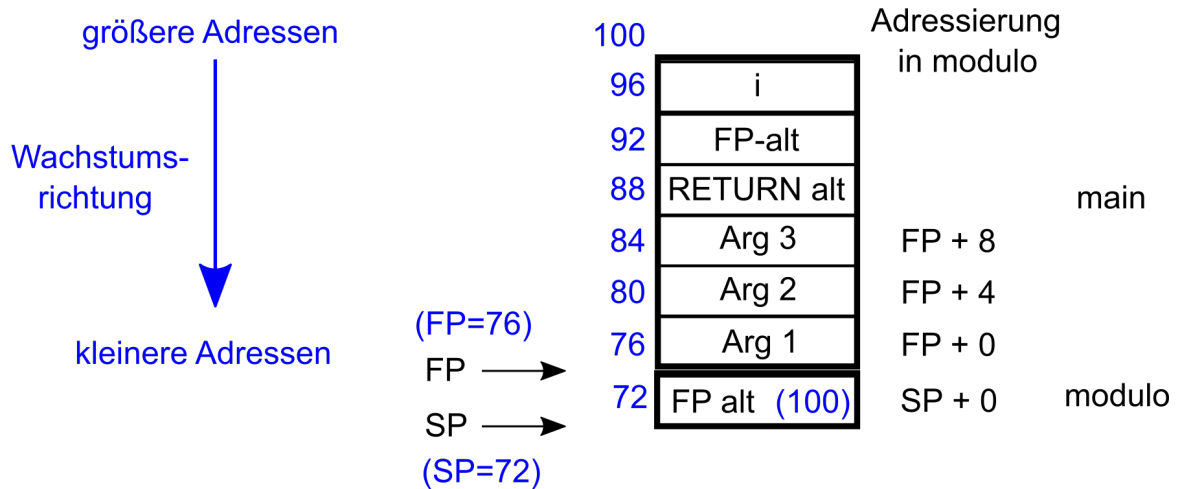 größere Adressen
Wachstums-
richtung
kleinere Adressen
(FP=76)
FP
SP
(SP=72)
Adressierung
in modulo
100
96 i
92 FP-alt
88 RETURN alt main
84 Arg 3 FP + 8
80 Arg 2 FP + 4
76 Arg 1 FP + 0
72 FP alt (100) SP + 0 modulo